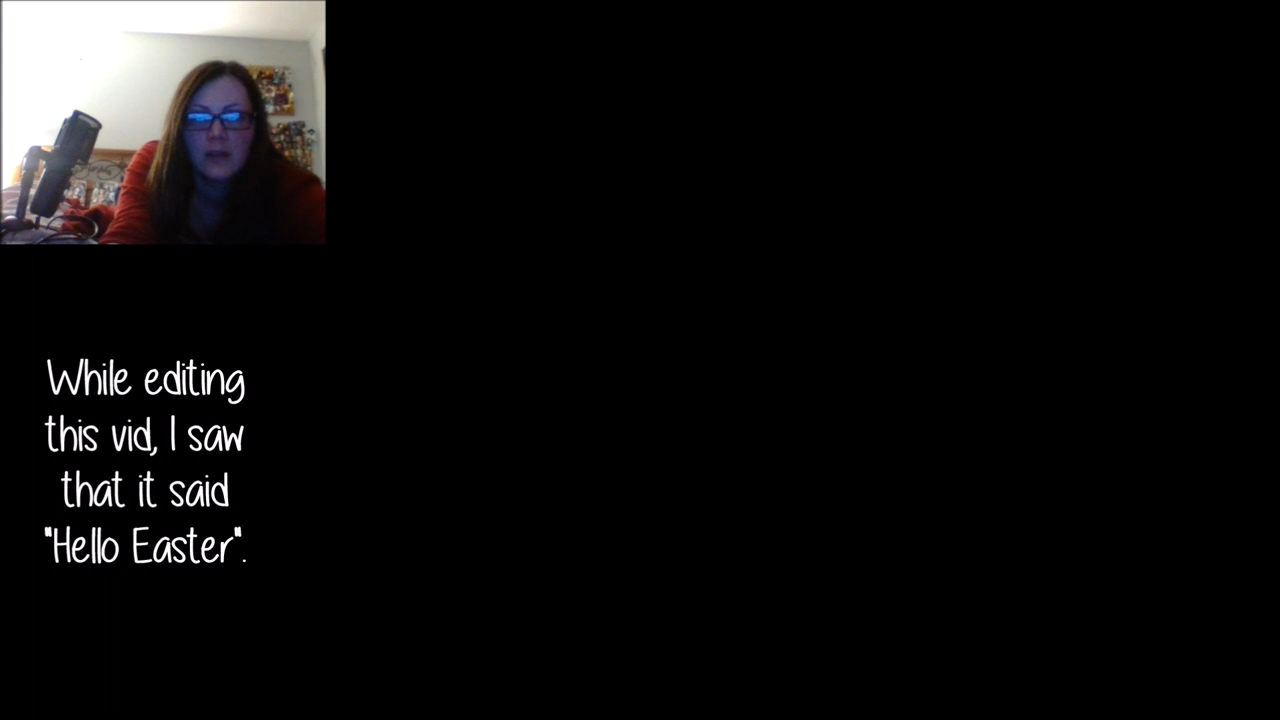 While editing
this vid, I saw
that it said
"Hello Easter".